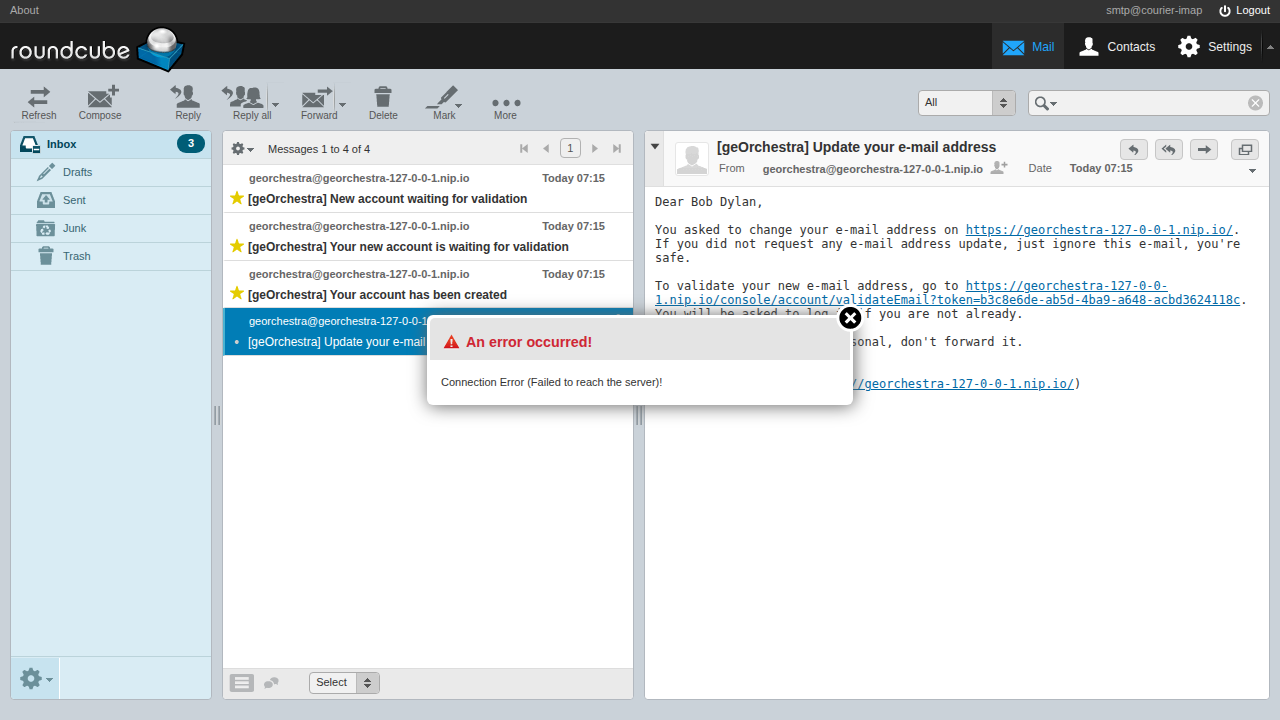 About
smtp@courier-imap
Logout
roundcube
Mail
Contacts
Settings
Refresh
Compose
Reply
Reply all
Forward
Delete
Mark
More
All
Inbox
3
Drafts
Sent
Junk
Trash
Messages 1 to 4 of 4
1
georchestra@georchestra-127-0-0-1.nip.io
Today 07:15
[geOrchestra] New account waiting for validation
georchestra@georchestra-127-0-0-1.nip.io
Today 07:15
[geOrchestra] Your new account is waiting for validation
georchestra@georchestra-127-0-0-1.nip.io
Today 07:15
[geOrchestra] Your account has been created
georchestra@georchestra-127-0-0-1
[geOrchestra] Update your e-mail
Select
[geOrchestra] Update your e-mail address
From georchestra@georchestra-127-0-0-1.nip.io Date Today 07:15
Dear Bob Dylan,
You asked to change your e-mail address on https://georchestra-127-0-0-1.nip.io/.
If you did not request any e-mail address update, just ignore this e-mail, you're
safe.
To validate your new e-mail address, go to https://georchestra-127-0-0-
1.nip.io/console/account/validateEmail?token=b3c8e6de-ab5d-4ba9-a648-acbd3624118c.
You will be asked to log if you are not already.
sonal, don't forward it.
//georchestra-127-0-0-1.nip.io/)
An error occurred!
Connection Error (Failed to reach the server)!